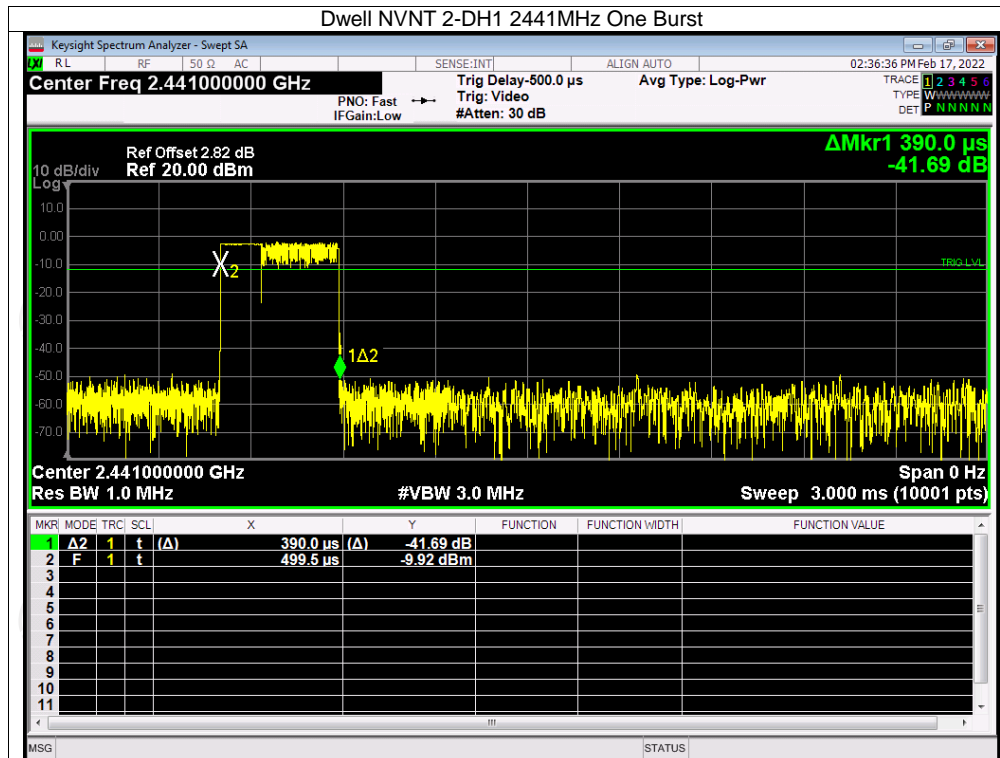 Dwell NVNT 2-DH1 2441MHz One Burst
Keysight Spectrum Analyzer - Swept SA
LXI RL RF 50 Ω AC SENSE:INT ALIGN AUTO 02:36:36 PM Feb 17, 2022
Center Freq 2.441000000 GHz
PNO: Fast
IFGain:Low
Trig Delay-500.0 µs
Trig: Video
#Atten: 30 dB
Avg Type: Log-Pwr
TRACE 1 2 3 4 5 6
TYPE WWWWWW
DET P N N N N N
ΔMkr1 390.0 µs
-41.69 dB
Ref Offset 2.82 dB
10 dB/div Ref 20.00 dBm
Log
10.0
0.00
-10.0
-20.0
-30.0
-40.0
-50.0
-60.0
-70.0
X2
TRIG LVL
1Δ2
Center 2.441000000 GHz Span 0 Hz
Res BW 1.0 MHz #VBW 3.0 MHz Sweep 3.000 ms (10001 pts)
MKR MODE TRC SCL X Y FUNCTION FUNCTION WIDTH FUNCTION VALUE
1 Δ2 1 t (Δ) 390.0 µs (Δ) -41.69 dB
2 F 1 t 499.5 µs -9.92 dBm
3
4
5
6
7
8
9
10
11
MSG STATUS